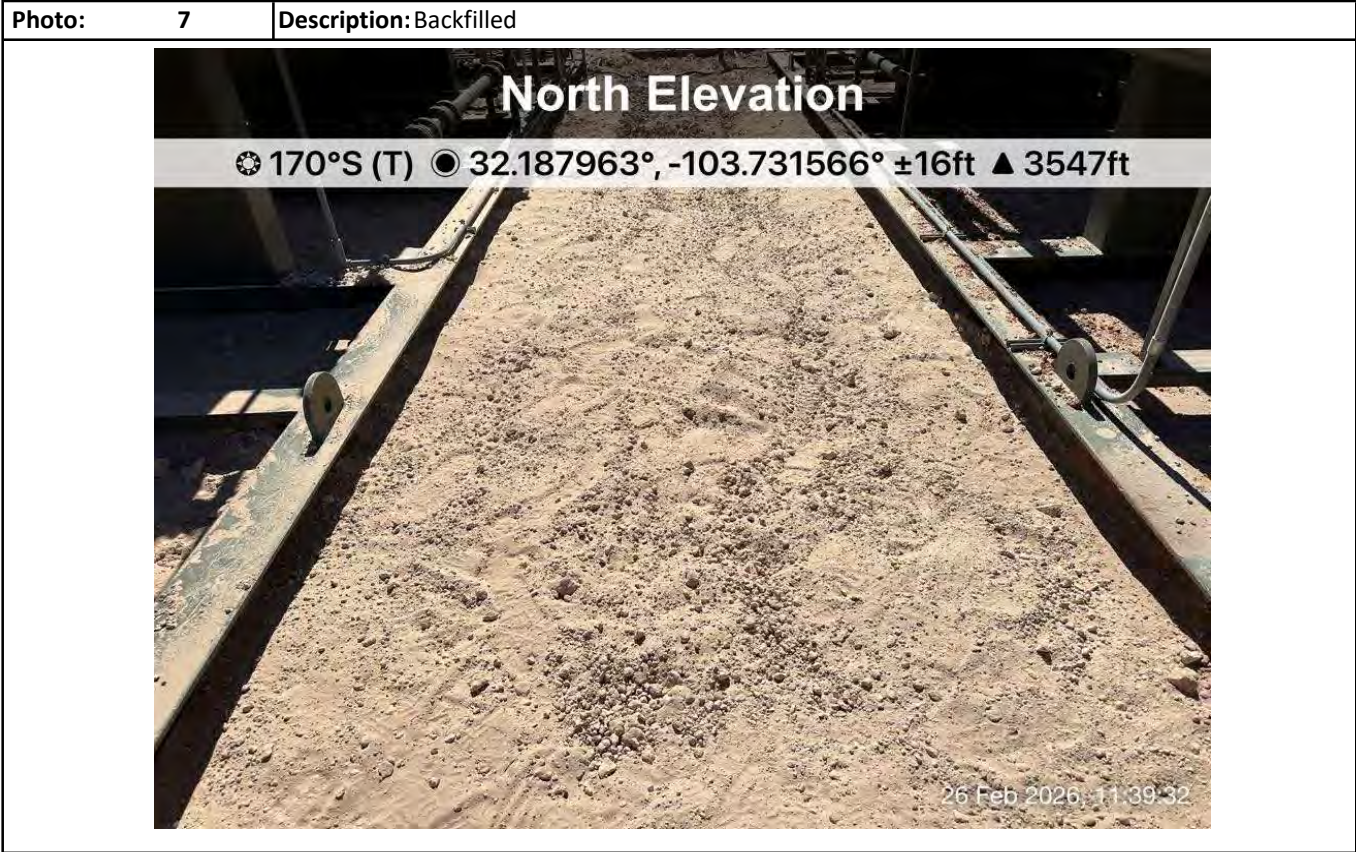 Photo: 7 Description: Backfilled
North Elevation
170°S (T) 32.187963°, -103.731566° ±16ft ▲ 3547ft
26 Feb 2026, 11:39:32